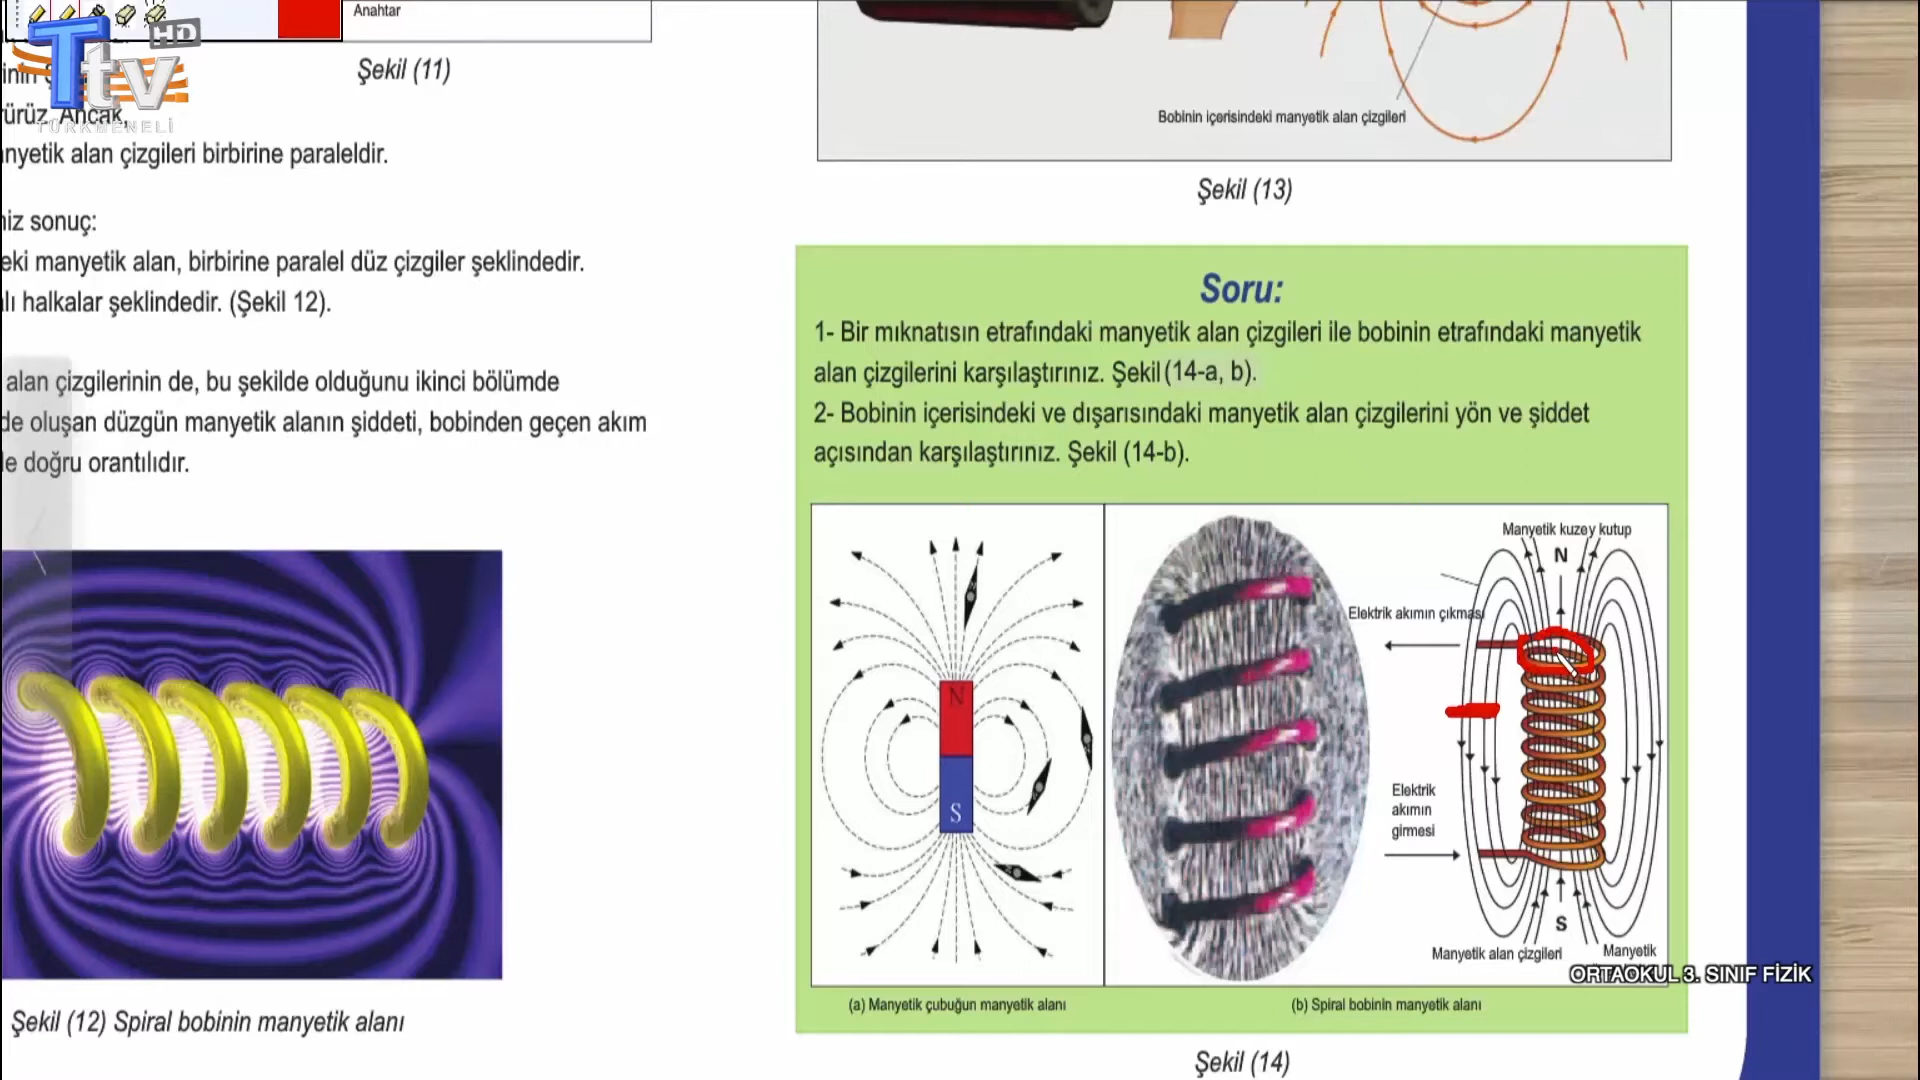 Anahtar
Şekil (11)
HD
Ttv
TÜRKMENELİ
inin
rürüz. Ancak,
nyetik alan çizgileri birbirine paraleldir.
niz sonuç:
eki manyetik alan, birbirine paralel düz çizgiler şeklindedir.
lı halkalar şeklindedir. (Şekil 12).
alan çizgilerinin de, bu şekilde olduğunu ikinci bölümde
de oluşan düzgün manyetik alanın şiddeti, bobinden geçen akım
le doğru orantılıdır.
Şekil (12) Spiral bobinin manyetik alanı
Bobinin içerisindeki manyetik alan çizgileri
Şekil (13)
Soru:
1- Bir mıknatısın etrafındaki manyetik alan çizgileri ile bobinin etrafındaki manyetik
alan çizgilerini karşılaştırınız. Şekil (14-a, b).
2- Bobinin içerisindeki ve dışarısındaki manyetik alan çizgilerini yön ve şiddet
açısından karşılaştırınız. Şekil (14-b).
N
S
Manyetik kuzey kutup
N
Elektrik akımın çıkması
Elektrik
akımın
girmesi
S
Manyetik alan çizgileri
Manyetik
ORTAOKUL 3. SINIF FİZİK
(a) Manyetik çubuğun manyetik alanı
(b) Spiral bobinin manyetik alanı
Şekil (14)